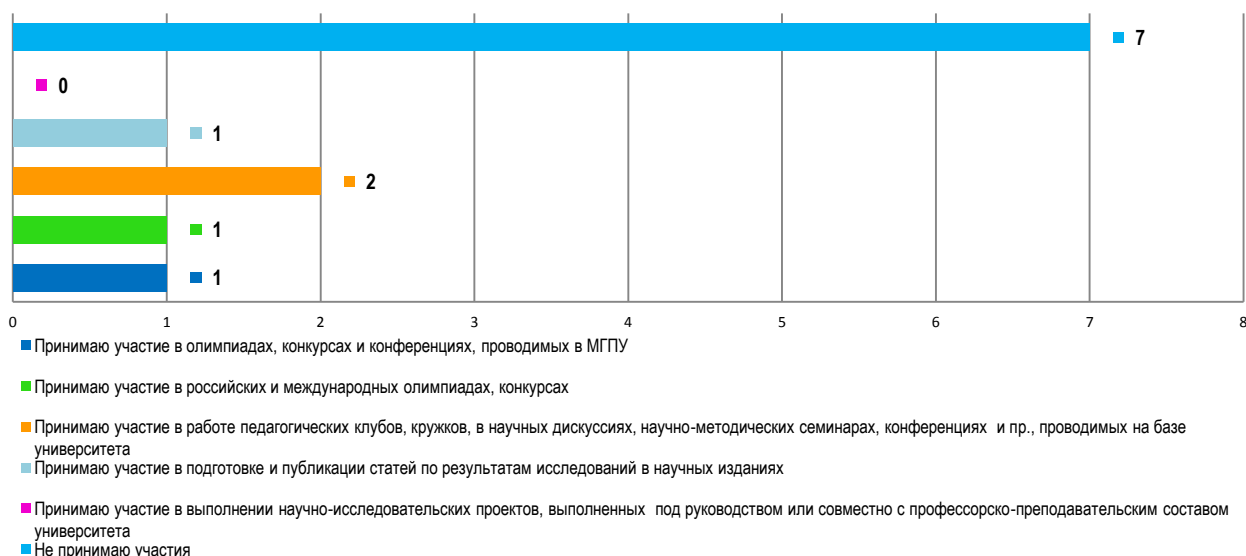 7
0
1
2
1
1
0 1 2 3 4 5 6 7 8
Принимаю участие в олимпиадах, конкурсах и конференциях, проводимых в МГПУ
Принимаю участие в российских и международных олимпиадах, конкурсах
Принимаю участие в работе педагогических клубов, кружков, в научных дискуссиях, научно-методических семинарах, конференциях и пр., проводимых на базе
университета
Принимаю участие в подготовке и публикации статей по результатам исследований в научных изданиях
Принимаю участие в выполнении научно-исследовательских проектов, выполненных под руководством или совместно с профессорско-преподавательским составом
университета
Не принимаю участия